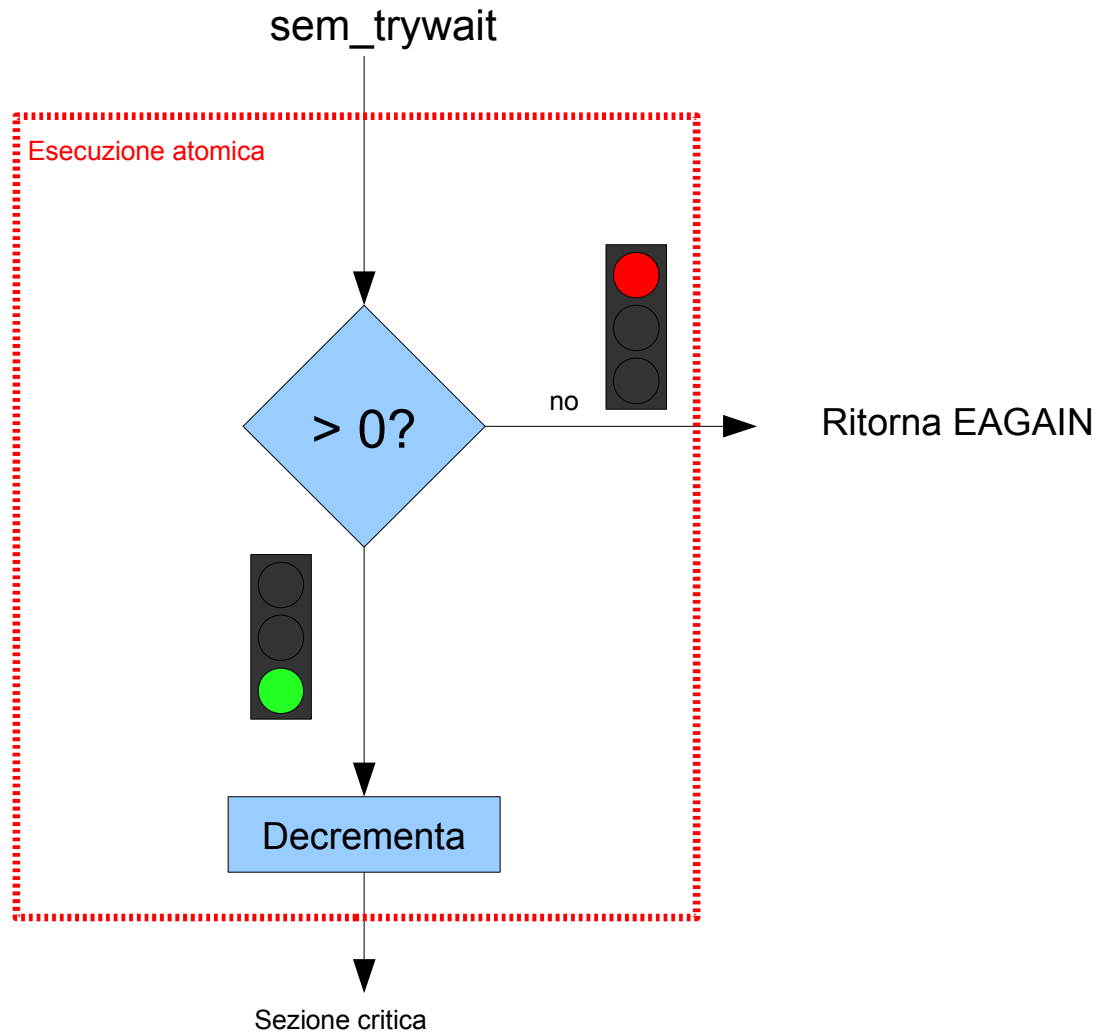 sem_trywait
Esecuzione atomica
> 0?
no
Ritorna EAGAIN
Decrementa
Sezione critica